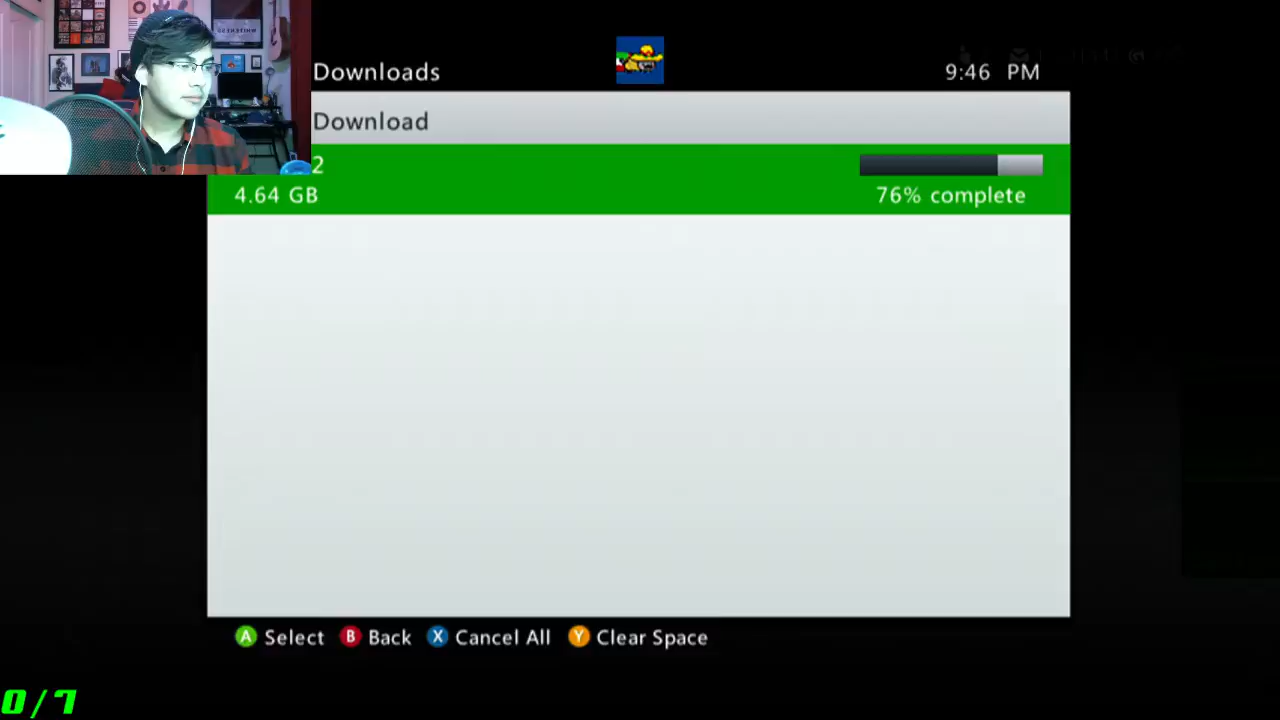 Downloads
9:46 PM
Download
2
4.64 GB
76% complete
A Select B Back X Cancel All Y Clear Space
0/7